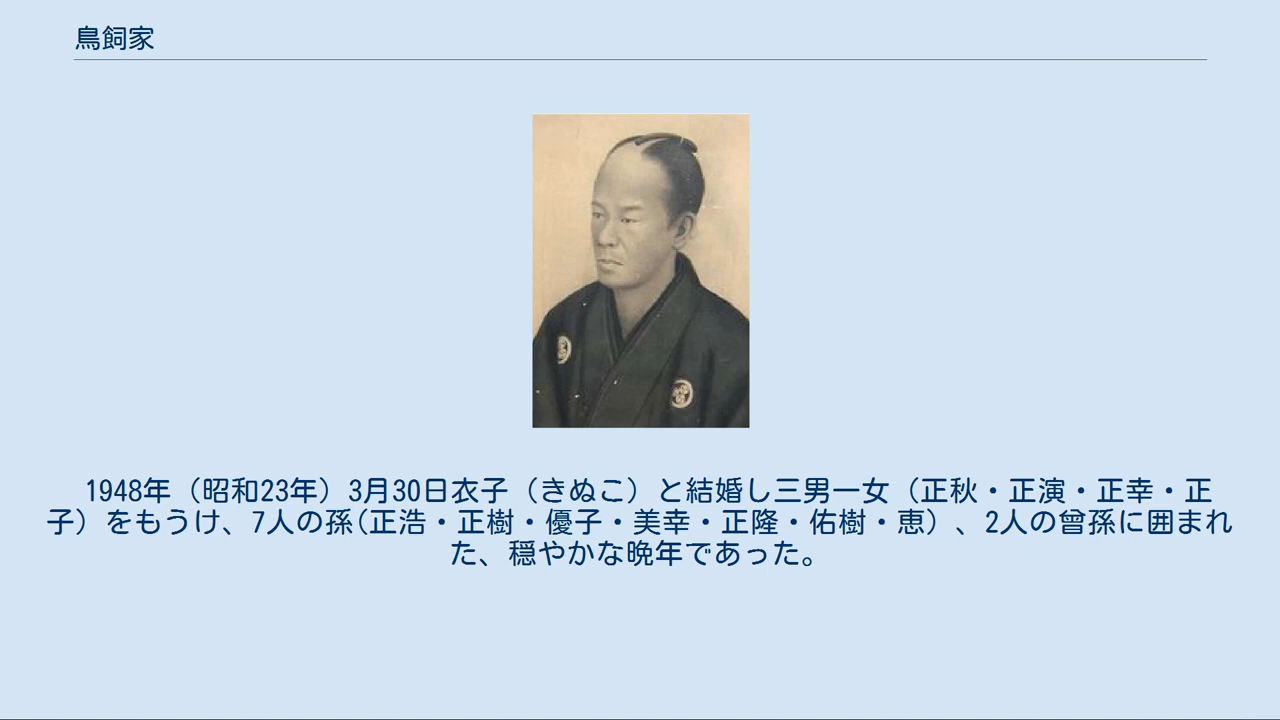 鳥飼家
1948年（昭和23年）3月30日衣子（きぬこ）と結婚し三男一女（正秋・正演・正幸・正
子）をもうけ、7人の孫(正浩・正樹・優子・美幸・正隆・佑樹・恵）、2人の曾孫に囲まれ
た、穏やかな晩年であった。